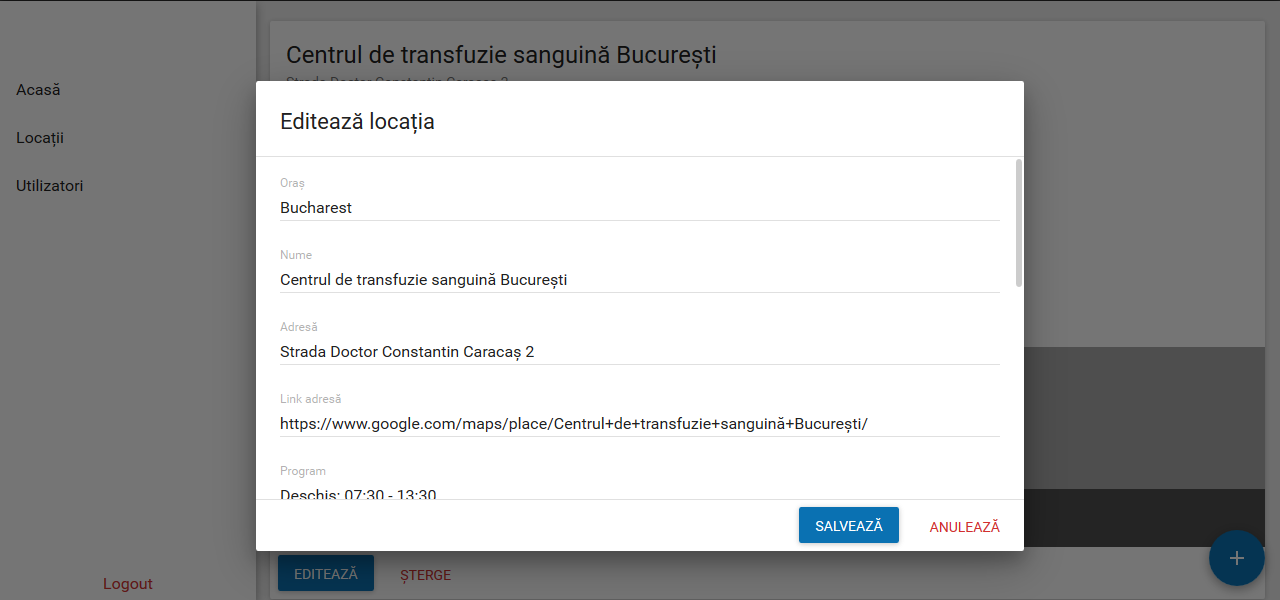 Centrul de transfuzie sanguină București
Strada Doctor Constantin Caracaș 2
Acasă
Locații
Utilizatori
Logout
Editează locația
Oraș
Bucharest
Nume
Centrul de transfuzie sanguină București
Adresă
Strada Doctor Constantin Caracaș 2
Link adresă
https://www.google.com/maps/place/Centrul+de+transfuzie+sanguină+București/
Program
Deschis: 07:30 - 13:30
SALVEAZĂ
ANULEAZĂ
EDITEAZĂ
ȘTERGE
+